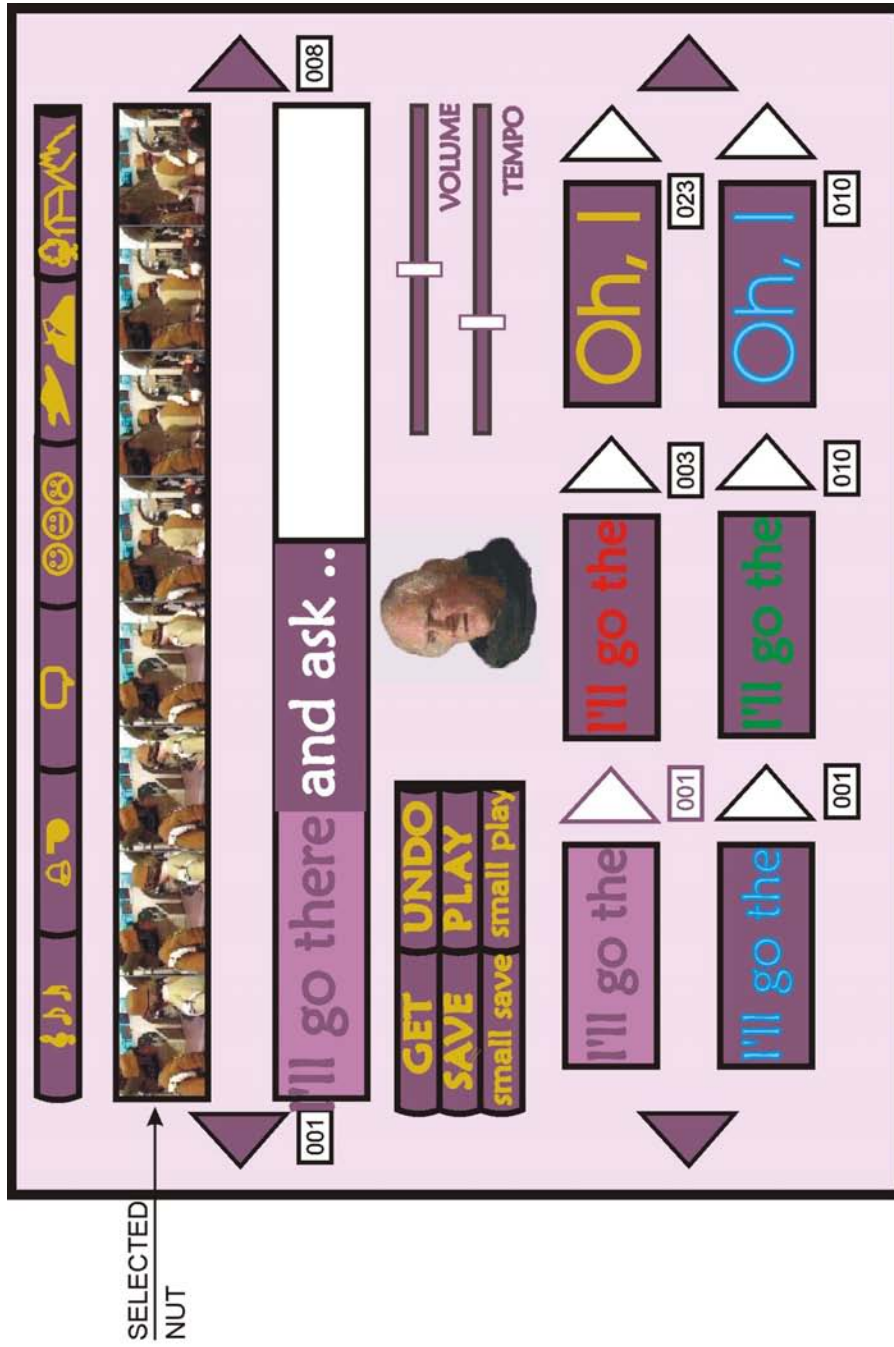 SELECTED
NUT
001
008
I'll go there and ask ..
GET UNDO
SAVE PLAY
small save small play
VOLUME
TEMPO
I'll go the
I'll go the
Oh, I
001
003
023
I'll go the
I'll go the
Oh, I
001
010
010